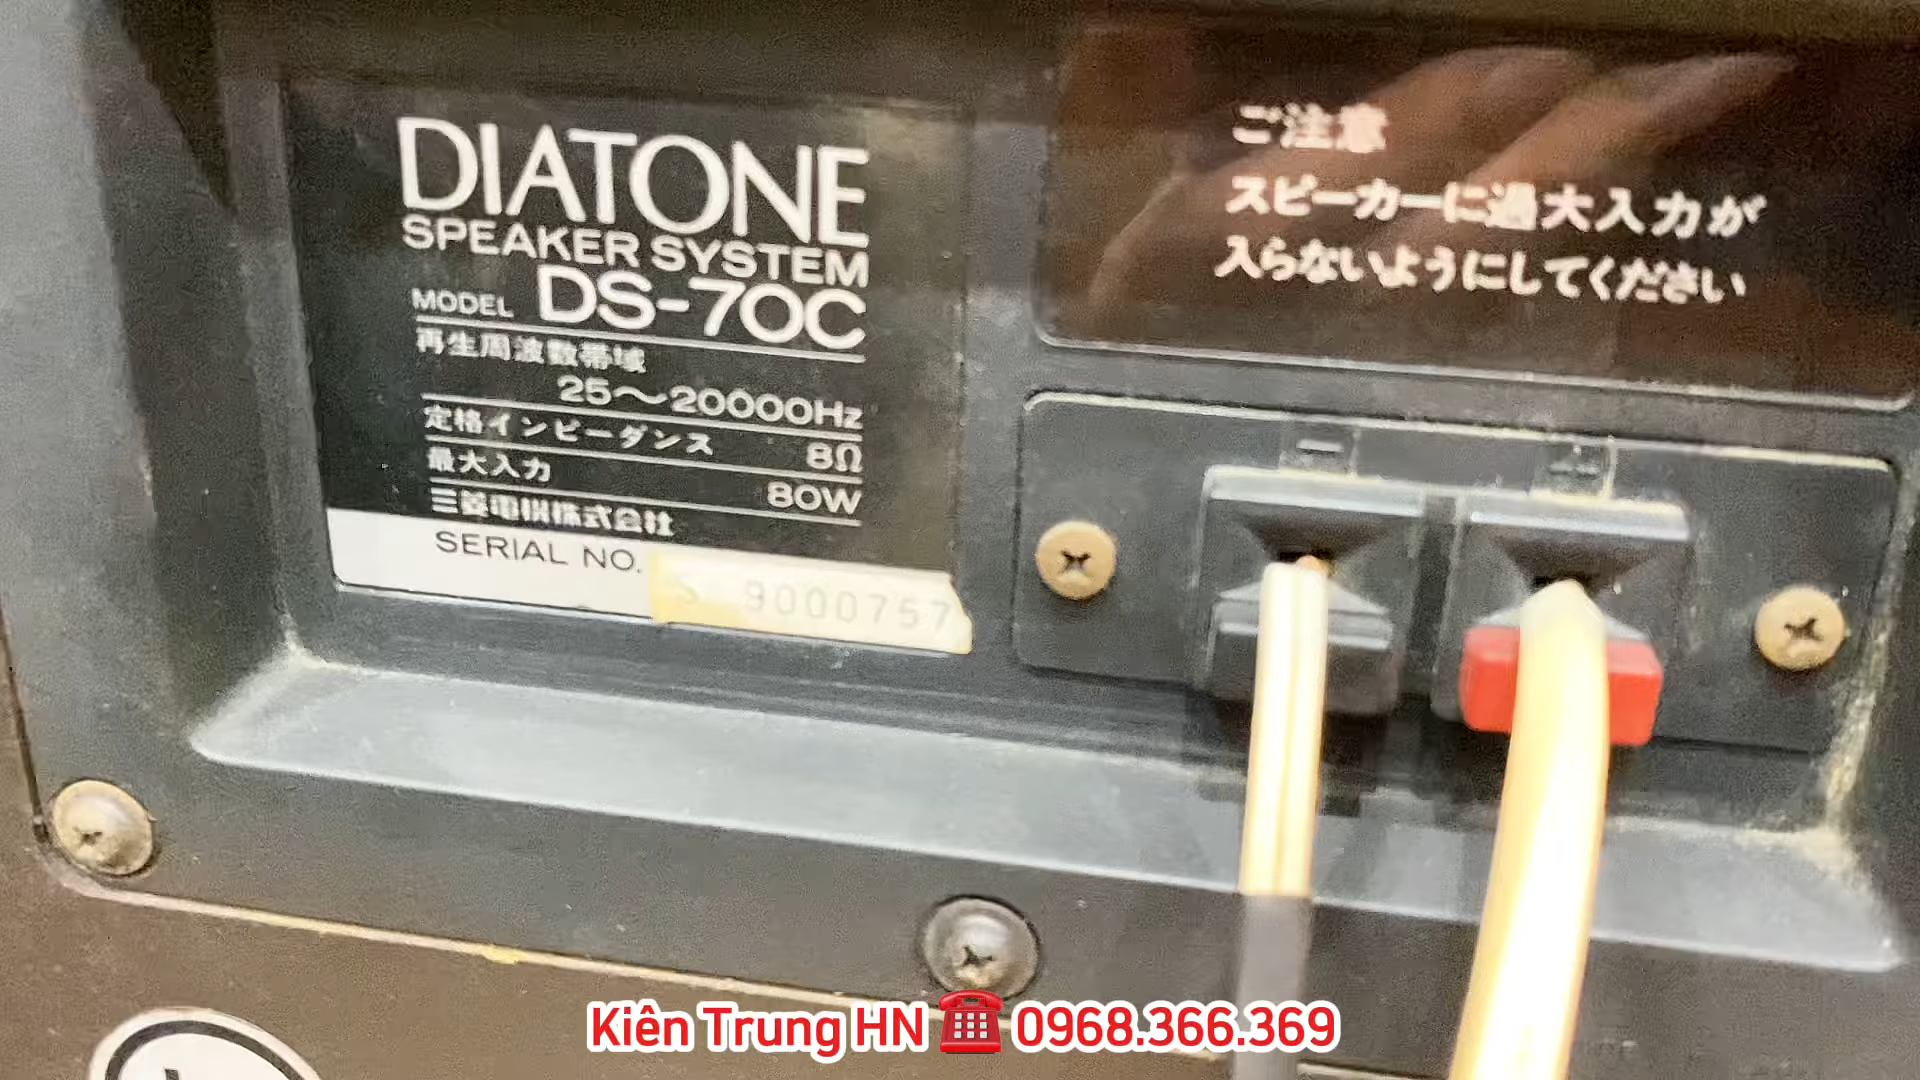 DIATONE
SPEAKER SYSTEM
MODEL DS-70C
再生周波数帯域
25〜20000Hz
定格インピーダンス 8Ω
最大入力 80W
三菱電機株式会社
SERIAL NO. S 9000757
ご注意
スピーカーに過大入力が
入らないようにしてください
Kiên Trung HN ☎ 0968.366.369